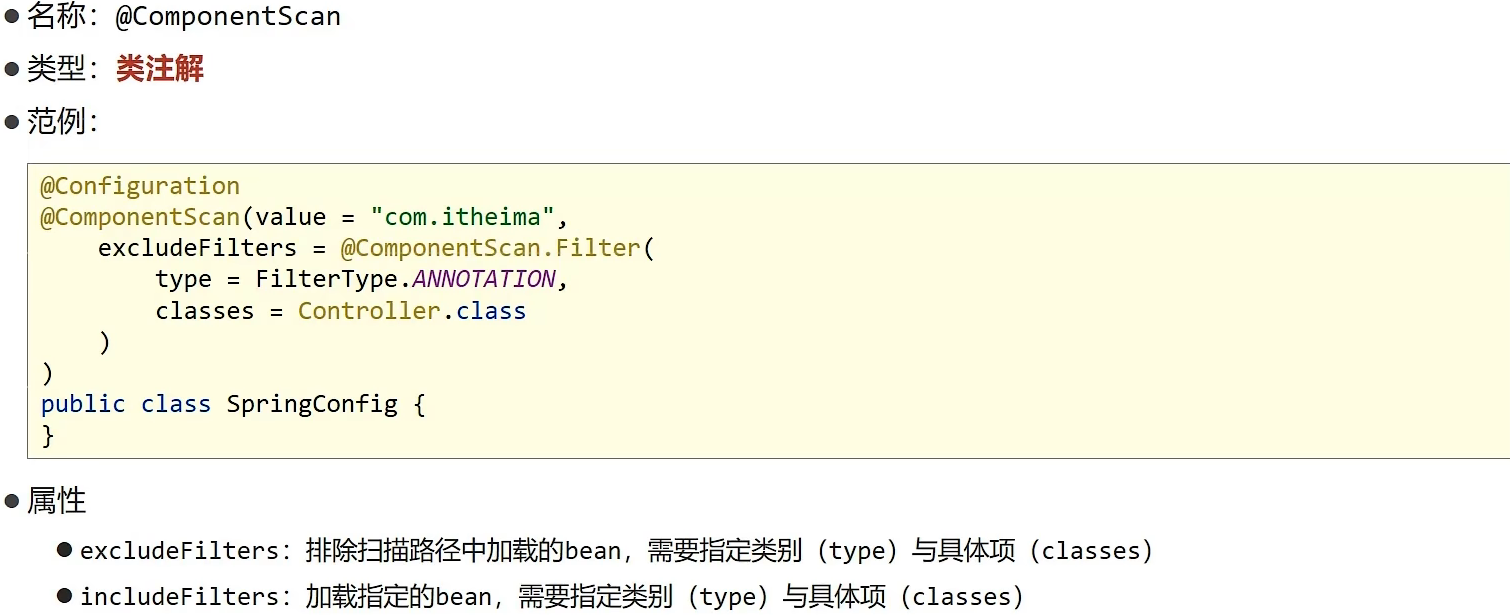 ● 名称：@ComponentScan
● 类型：类注解
● 范例：
@Configuration
@ComponentScan(value = "com.itheima",
    excludeFilters = @ComponentScan.Filter(
        type = FilterType.ANNOTATION,
        classes = Controller.class
    )
)
public class SpringConfig {
}
● 属性
● excludeFilters：排除扫描路径中加载的bean，需要指定类别（type）与具体项（classes）
● includeFilters：加载指定的bean，需要指定类别（type）与具体项（classes）